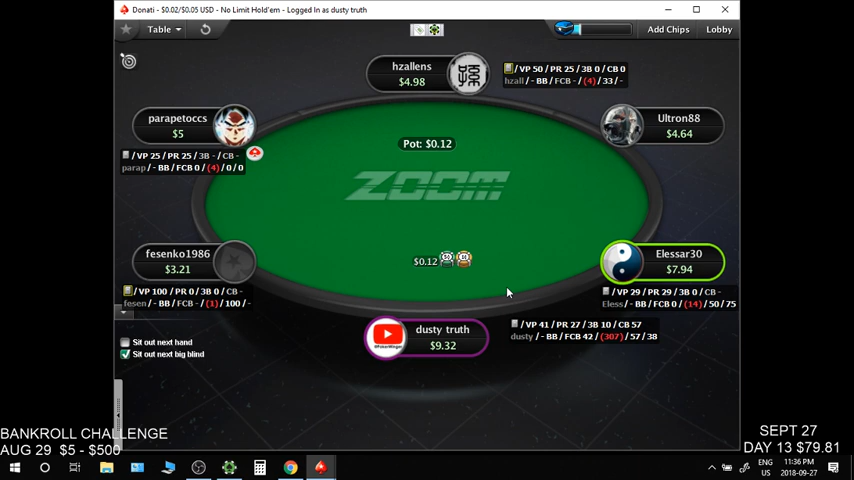 Donati - $0.02/$0.05 USD - No Limit Hold'em - Logged In as dusty truth
Table
Add Chips
Lobby
hzallens
$4.98
/ VP 50 / PR 25 / 3B 0 / CB 0
hzall / - BB / FCB - / (4) / 33 / -
parapetoccs
$5
/ VP 25 / PR 25 / 3B - / CB -
parap / - BB / FCB 0 / (4) / 0 / 0
Ultron88
$4.64
Pot: $0.12
ZOOM
fesenko1986
$3.21
/ VP 100 / PR 0 / 3B 0 / CB -
fesen / - BB / FCB - / (1) / 100 / -
$0.12
Elessar30
$7.94
/ VP 29 / PR 29 / 3B 0 / CB -
Eless / - BB / FCB 0 / (14) / 50 / 75
dusty truth
$9.32
/ VP 41 / PR 27 / 3B 10 / CB 57
dusty / - BB / FCB 42 / (307) / 57 / 38
Sit out next hand
Sit out next big blind
BANKROLL CHALLENGE
AUG 29 $5 - $500
SEPT 27
DAY 13 $79.81
ENG
US
11:36 PM
2018-09-27